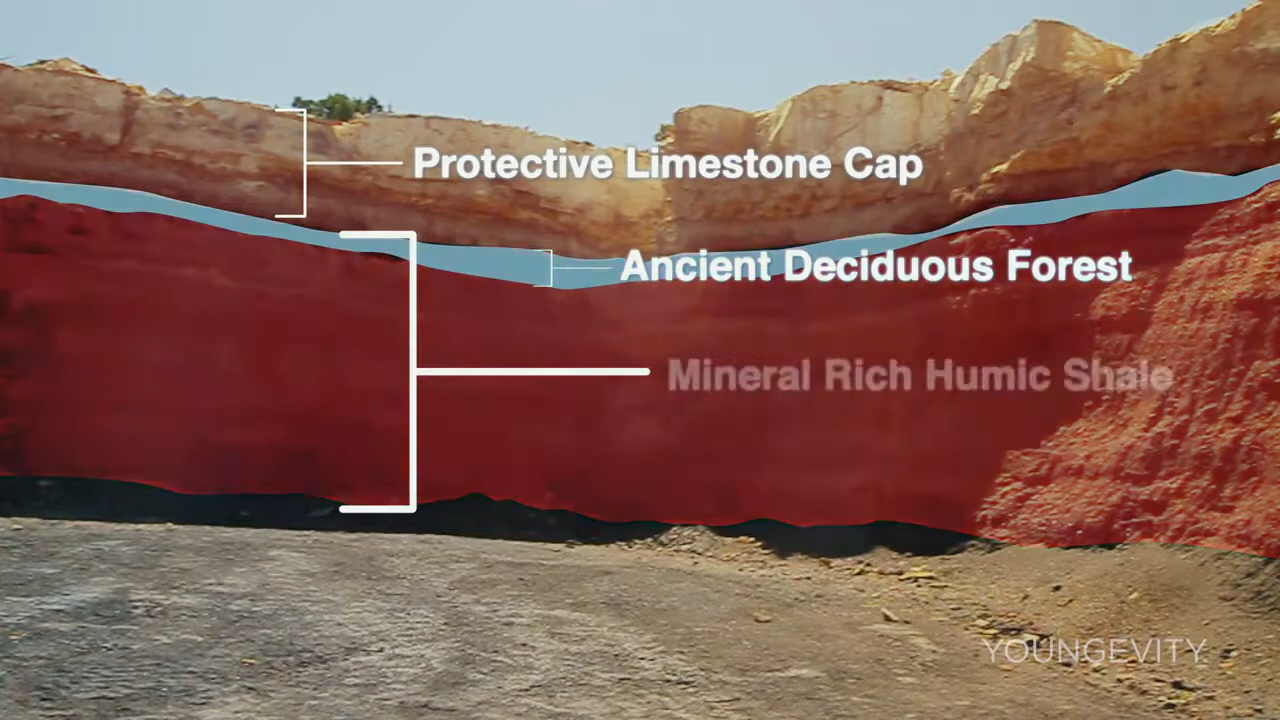 Protective Limestone Cap
Ancient Deciduous Forest
Mineral Rich Humic Shale
YOUNGEVITY